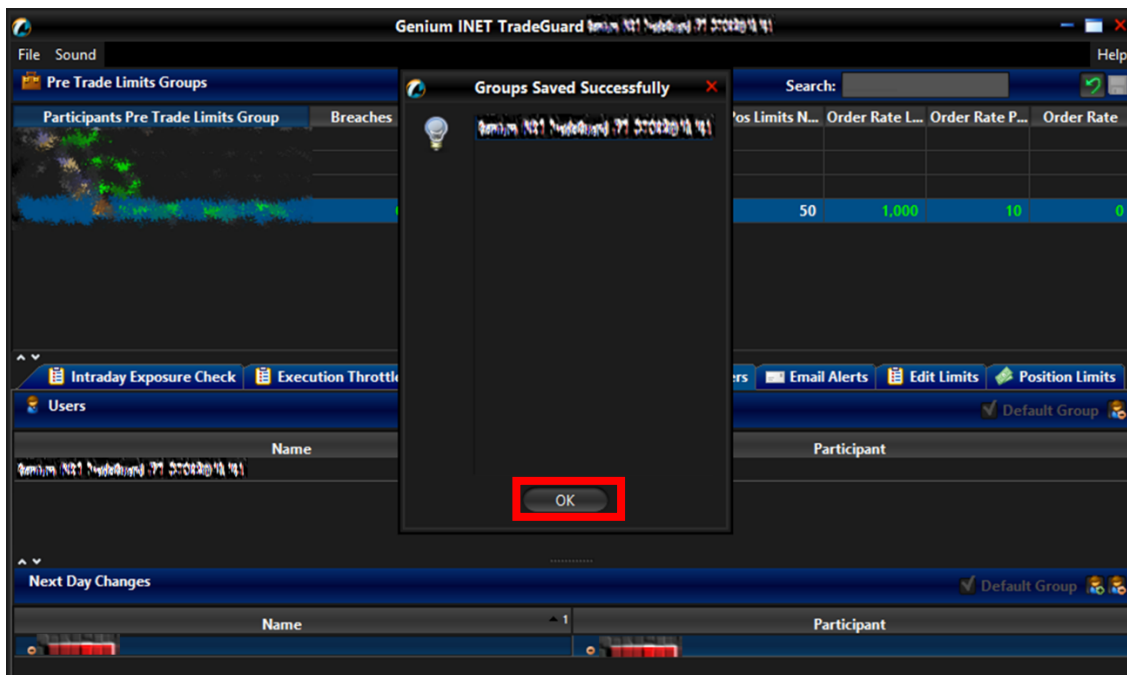 Genium INET TradeGuard
File Sound Help
Pre Trade Limits Groups
Search:
Participants Pre Trade Limits Group Breaches Pos Limits N... Order Rate L... Order Rate P... Order Rate
50 1,000 10 0
Groups Saved Successfully
OK
Intraday Exposure Check Execution Throttle Email Alerts Edit Limits Position Limits
Users Default Group
Name Participant
Next Day Changes Default Group
Name 1 Participant